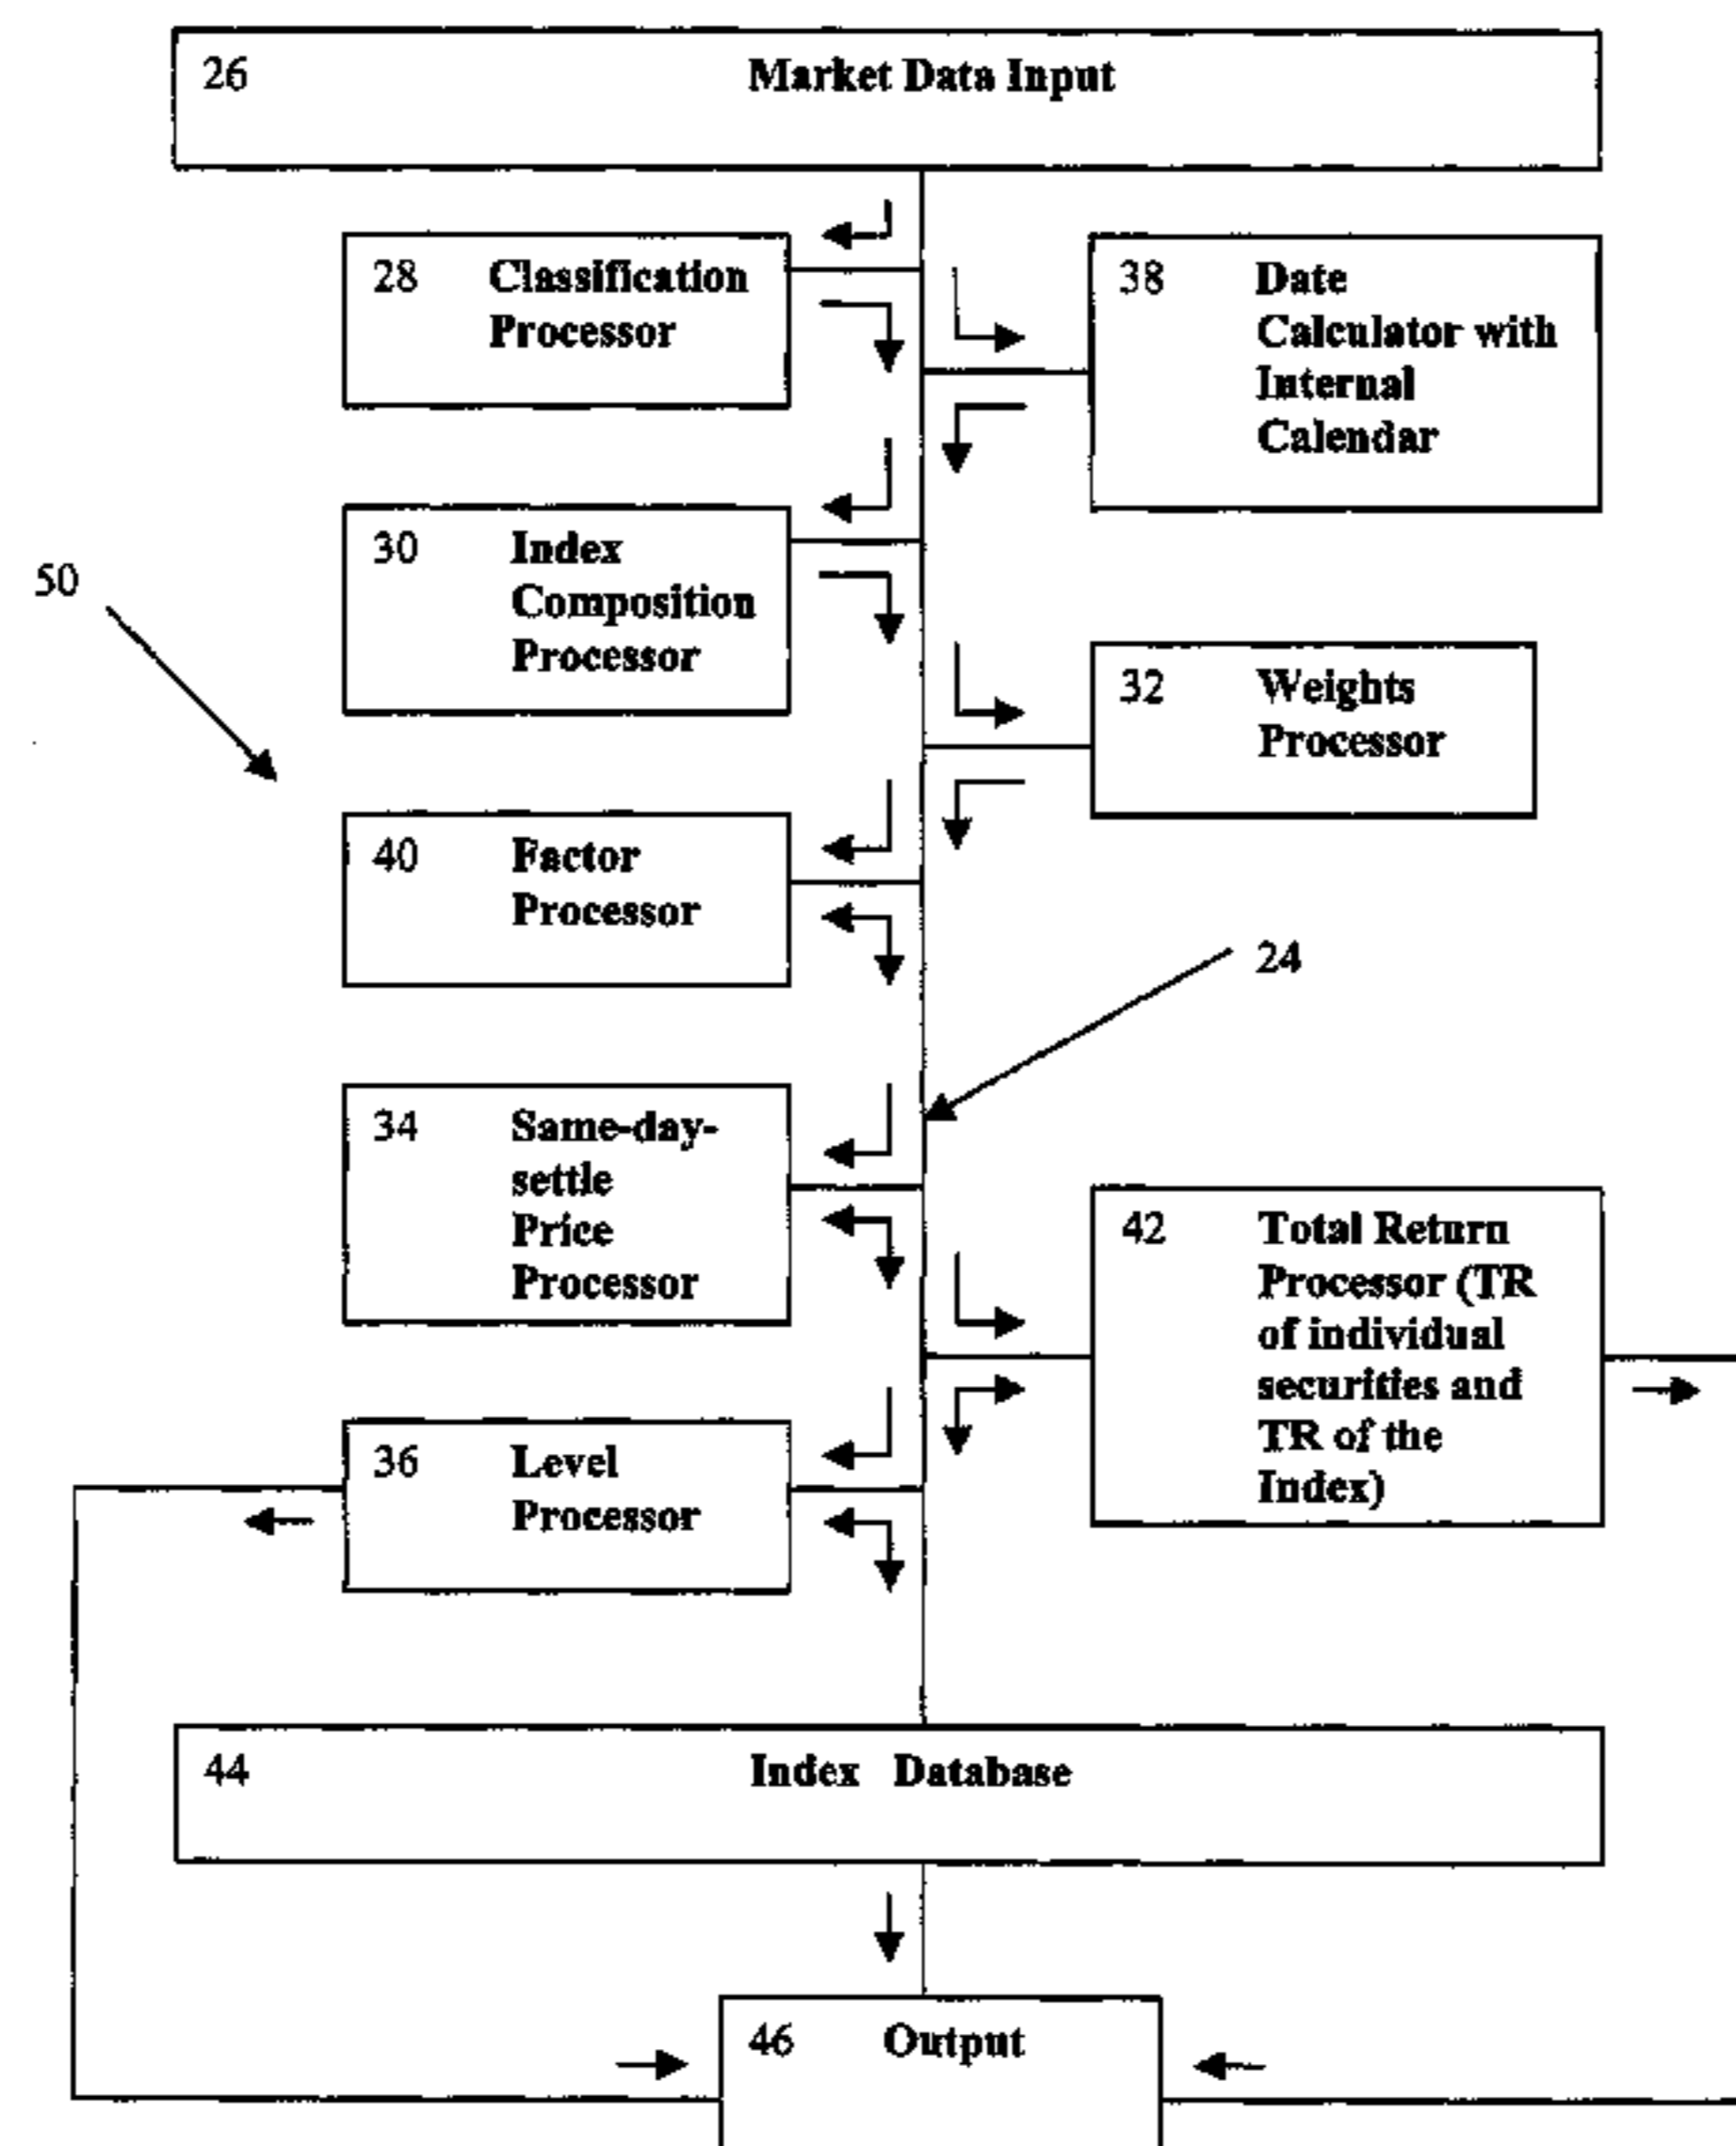 26 Market Data Input
28 Classification
Processor
38 Date
Calculator with
Internal
Calendar
30 Index
Composition
Processor
50
32 Weights
Processor
40 Factor
Processor
24
34 Same-day-
settle
Price
Processor
42 Total Return
Processor (TR
of individual
securities and
TR of the
Index)
36 Level
Processor
44 Index Database
46 Output